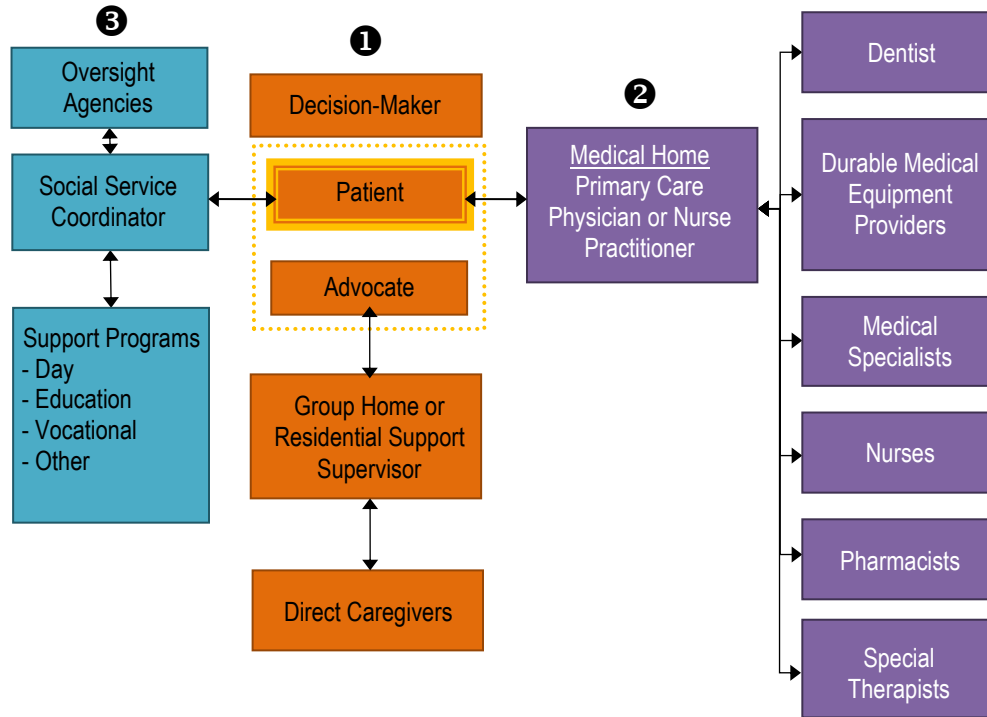 ❸
Oversight
Agencies
Social Service
Coordinator
Support Programs
- Day
- Education
- Vocational
- Other
❶
Decision-Maker
Patient
Advocate
Group Home or
Residential Support
Supervisor
Direct Caregivers
❷
Medical Home
Primary Care
Physician or Nurse
Practitioner
Dentist
Durable Medical
Equipment
Providers
Medical
Specialists
Nurses
Pharmacists
Special
Therapists